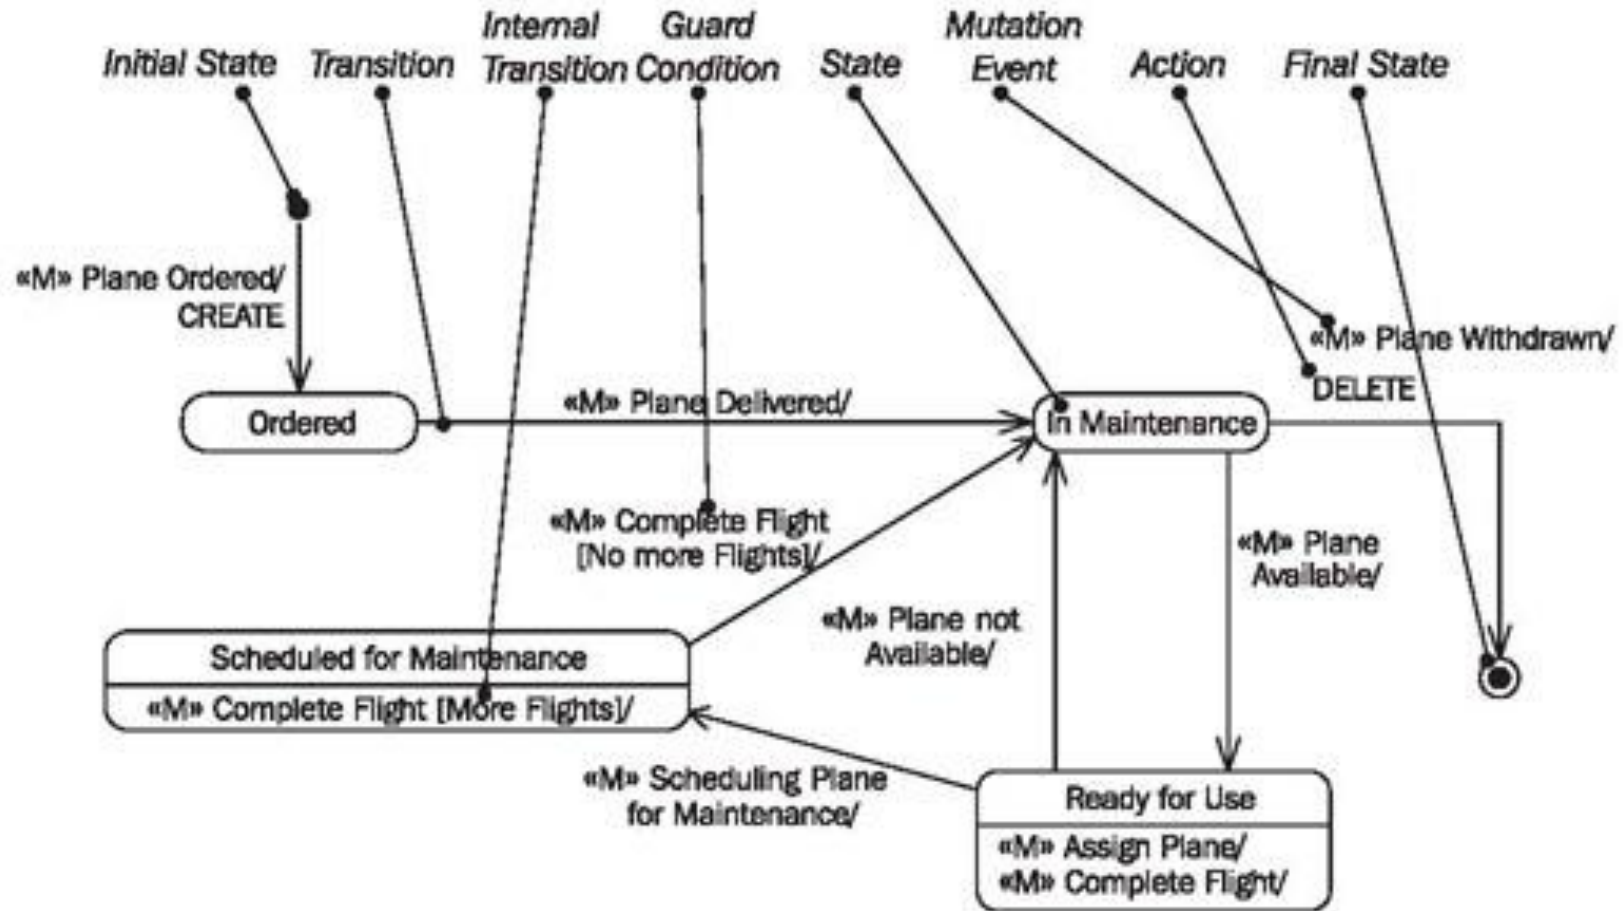 Initial State
Transition
Internal
Transition
Guard
Condition
State
Mutation
Event
Action
Final State
«M» Plane Ordered/
CREATE
«M» Plane Withdrawn/
DELETE
Ordered
«M» Plane Delivered/
In Maintenance
«M» Complete Flight
[No more Flights]/
«M» Plane
Available/
«M» Plane not
Available/
Scheduled for Maintenance
«M» Complete Flight [More Flights]/
«M» Scheduling Plane
for Maintenance/
Ready for Use
«M» Assign Plane/
«M» Complete Flight/